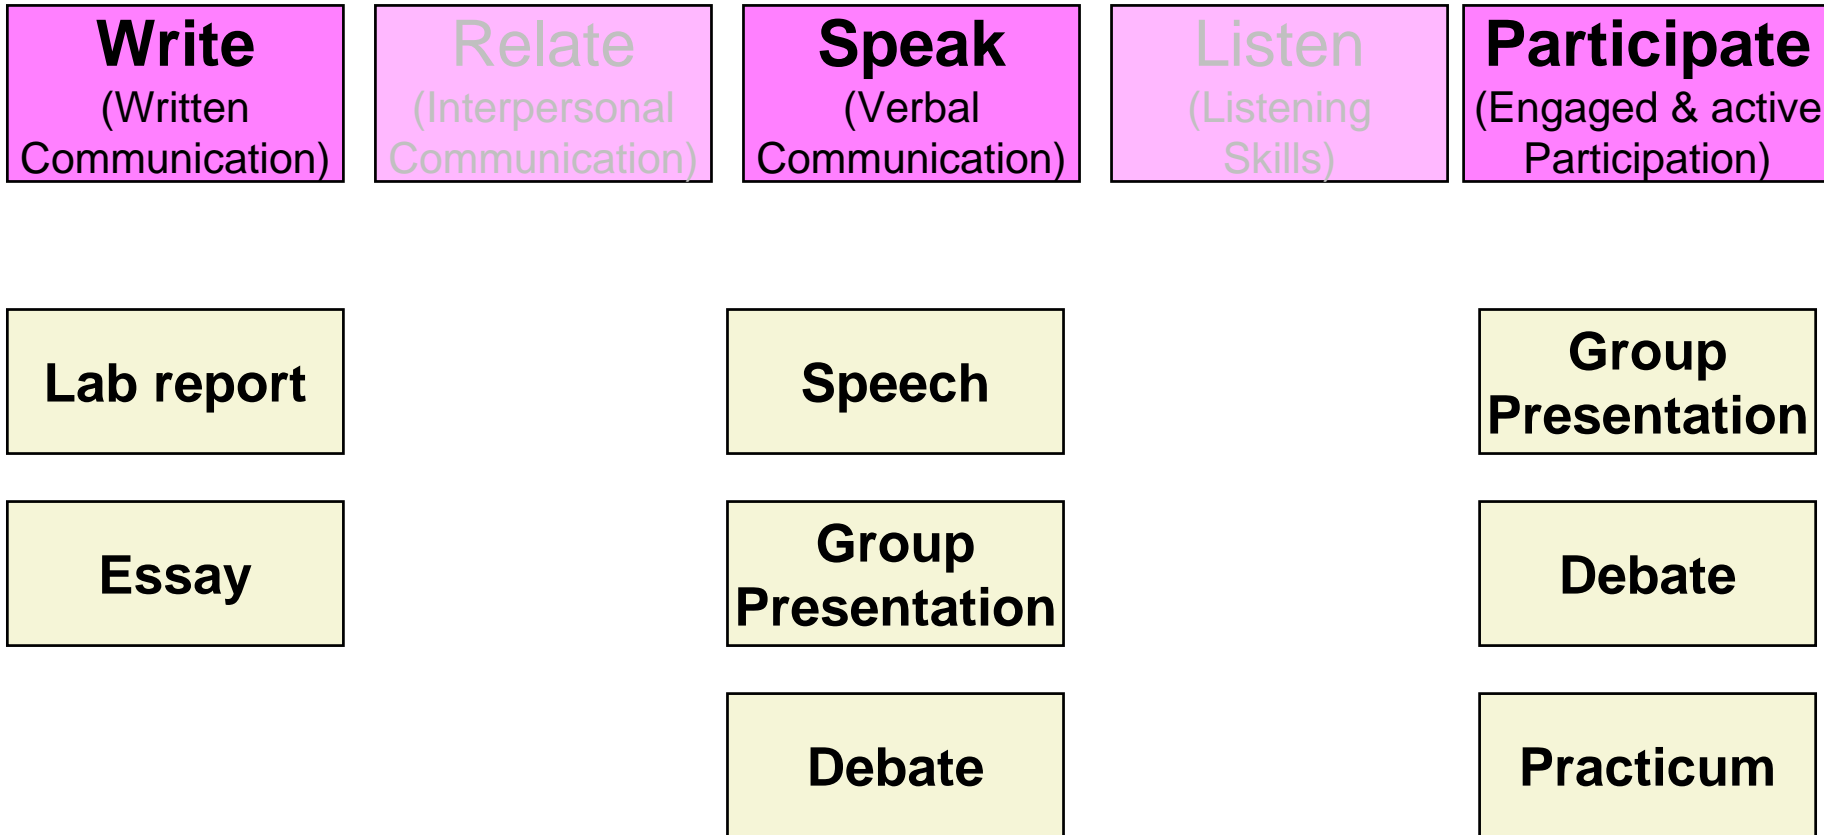 Write
(Written
Communication)
Relate
(Interpersonal
Communication)
Speak
(Verbal
Communication)
Listen
(Listening
Skills)
Participate
(Engaged & active
Participation)
Lab report
Speech
Group
Presentation
Essay
Group
Presentation
Debate
Debate
Practicum